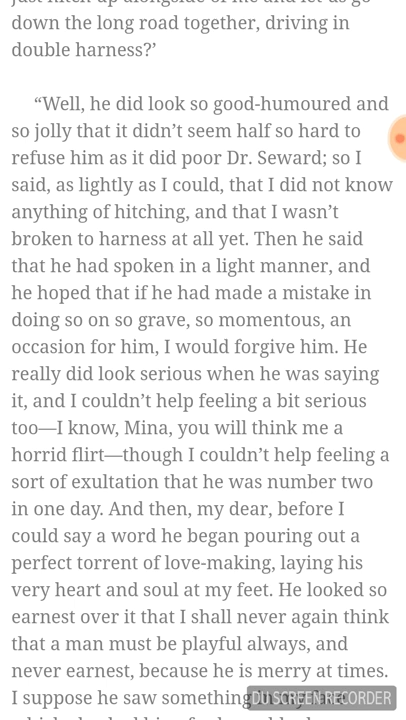 down the long road together, driving in
double harness?’
“Well, he did look so good-humoured and
so jolly that it didn’t seem half so hard to
refuse him as it did poor Dr. Seward; so I
said, as lightly as I could, that I did not know
anything of hitching, and that I wasn’t
broken to harness at all yet. Then he said
that he had spoken in a light manner, and
he hoped that if he had made a mistake in
doing so on so grave, so momentous, an
occasion for him, I would forgive him. He
really did look serious when he was saying
it, and I couldn’t help feeling a bit serious
too—I know, Mina, you will think me a
horrid flirt—though I couldn’t help feeling a
sort of exultation that he was number two
in one day. And then, my dear, before I
could say a word he began pouring out a
perfect torrent of love-making, laying his
very heart and soul at my feet. He looked so
earnest over it that I shall never again think
that a man must be playful always, and
never earnest, because he is merry at times.
I suppose he saw something
DU SCREEN RECORDER